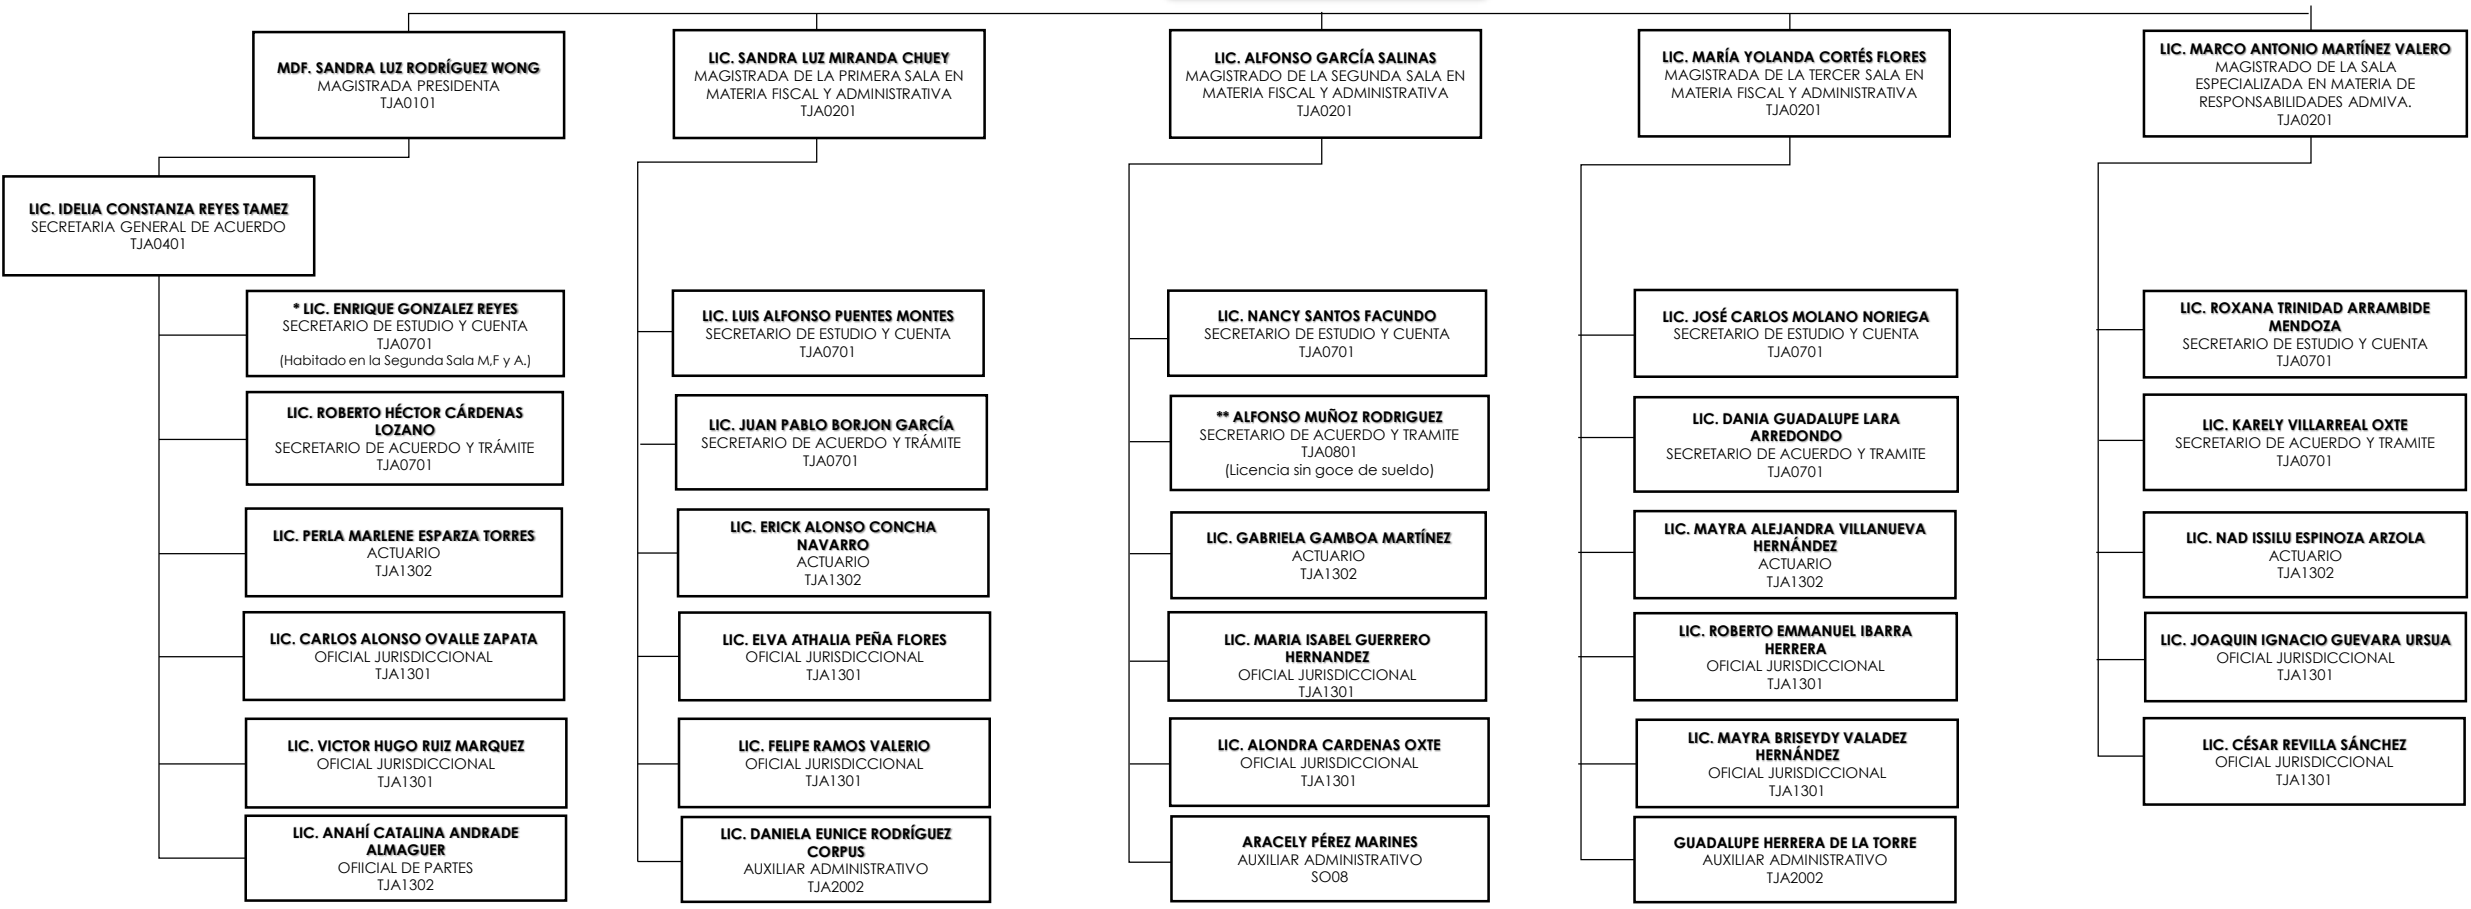 MDF. SANDRA LUZ RODRÍGUEZ WONG
MAGISTRADA PRESIDENTA
TJA0101
LIC. SANDRA LUZ MIRANDA CHUEY
MAGISTRADA DE LA PRIMERA SALA EN
MATERIA FISCAL Y ADMINISTRATIVA
TJA0201
LIC. ALFONSO GARCÍA SALINAS
MAGISTRADO DE LA SEGUNDA SALA EN
MATERIA FISCAL Y ADMINISTRATIVA
TJA0201
LIC. MARÍA YOLANDA CORTÉS FLORES
MAGISTRADA DE LA TERCER SALA EN
MATERIA FISCAL Y ADMINISTRATIVA
TJA0201
LIC. MARCO ANTONIO MARTÍNEZ VALERO
MAGISTRADO DE LA SALA
ESPECIALIZADA EN MATERIA DE
RESPONSABILIDADES ADMIVA.
TJA0201
LIC. IDELIA CONSTANZA REYES TAMEZ
SECRETARIA GENERAL DE ACUERDO
TJA0401
* LIC. ENRIQUE GONZALEZ REYES
SECRETARIO DE ESTUDIO Y CUENTA
TJA0701
(Habitado en la Segunda Sala M,F y A.)
LIC. ROBERTO HÉCTOR CÁRDENAS
LOZANO
SECRETARIO DE ACUERDO Y TRÁMITE
TJA0701
LIC. PERLA MARLENE ESPARZA TORRES
ACTUARIO
TJA1302
LIC. CARLOS ALONSO OVALLE ZAPATA
OFICIAL JURISDICCIONAL
TJA1301
LIC. VICTOR HUGO RUIZ MARQUEZ
OFICIAL JURISDICCIONAL
TJA1301
LIC. ANAHÍ CATALINA ANDRADE
ALMAGUER
OFIICIAL DE PARTES
TJA1302
LIC. LUIS ALFONSO PUENTES MONTES
SECRETARIO DE ESTUDIO Y CUENTA
TJA0701
LIC. JUAN PABLO BORJON GARCÍA
SECRETARIO DE ACUERDO Y TRÁMITE
TJA0701
LIC. ERICK ALONSO CONCHA
NAVARRO
ACTUARIO
TJA1302
LIC. ELVA ATHALIA PEÑA FLORES
OFICIAL JURISDICCIONAL
TJA1301
LIC. FELIPE RAMOS VALERIO
OFICIAL JURISDICCIONAL
TJA1301
LIC. DANIELA EUNICE RODRÍGUEZ
CORPUS
AUXILIAR ADMINISTRATIVO
TJA2002
LIC. NANCY SANTOS FACUNDO
SECRETARIO DE ESTUDIO Y CUENTA
TJA0701
** ALFONSO MUÑOZ RODRIGUEZ
SECRETARIO DE ACUERDO Y TRAMITE
TJA0801
(Licencia sin goce de sueldo)
LIC. GABRIELA GAMBOA MARTÍNEZ
ACTUARIO
TJA1302
LIC. MARIA ISABEL GUERRERO
HERNANDEZ
OFICIAL JURISDICCIONAL
TJA1301
LIC. ALONDRA CARDENAS OXTE
OFICIAL JURISDICCIONAL
TJA1301
ARACELY PÉREZ MARINES
AUXILIAR ADMINISTRATIVO
SO08
LIC. JOSÉ CARLOS MOLANO NORIEGA
SECRETARIO DE ESTUDIO Y CUENTA
TJA0701
LIC. DANIA GUADALUPE LARA
ARREDONDO
SECRETARIO DE ACUERDO Y TRAMITE
TJA0701
LIC. MAYRA ALEJANDRA VILLANUEVA
HERNÁNDEZ
ACTUARIO
TJA1302
LIC. ROBERTO EMMANUEL IBARRA
HERRERA
OFICIAL JURISDICCIONAL
TJA1301
LIC. MAYRA BRISEYDY VALADEZ
HERNÁNDEZ
OFICIAL JURISDICCIONAL
TJA1301
GUADALUPE HERRERA DE LA TORRE
AUXILIAR ADMINISTRATIVO
TJA2002
LIC. ROXANA TRINIDAD ARRAMBIDE
MENDOZA
SECRETARIO DE ESTUDIO Y CUENTA
TJA0701
LIC. KARELY VILLARREAL OXTE
SECRETARIO DE ACUERDO Y TRAMITE
TJA0701
LIC. NAD ISSILU ESPINOZA ARZOLA
ACTUARIO
TJA1302
LIC. JOAQUIN IGNACIO GUEVARA URSUA
OFICIAL JURISDICCIONAL
TJA1301
LIC. CÉSAR REVILLA SÁNCHEZ
OFICIAL JURISDICCIONAL
TJA1301